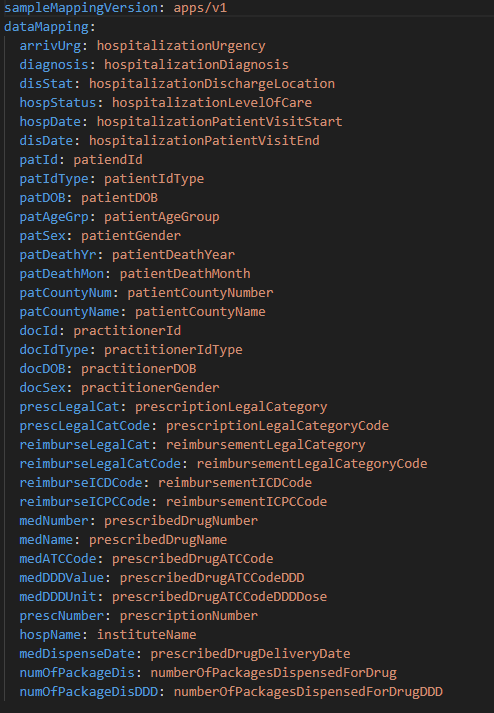 sampleMappingVersion: apps/v1
dataMapping:
arrivUrg: hospitalizationUrgency
diagnosis: hospitalizationDiagnosis
disStat: hospitalizationDischargeLocation
hospStatus: hospitalizationLevelOfCare
hospDate: hospitalizationPatientVisitStart
disDate: hospitalizationPatientVisitEnd
patId: patiendId
patIdType: patientIdType
patDOB: patientDOB
patAgeGrp: patientAgeGroup
patSex: patientGender
patDeathYr: patientDeathYear
patDeathMon: patientDeathMonth
patCountyNum: patientCountyNumber
patCountyName: patientCountyName
docId: practitionerId
docIdType: practitionerIdType
docDOB: practitionerDOB
docSex: practitionerGender
prescLegalCat: prescriptionLegalCategory
prescLegalCatCode: prescriptionLegalCategoryCode
reimburseLegalCat: reimbursementLegalCategory
reimburseLegalCatCode: reimbursementLegalCategoryCode
reimburseICDCode: reimbursementICDCode
reimburseICPCCode: reimbursementICPCCode
medNumber: prescribedDrugNumber
medName: prescribedDrugName
medATCCode: prescribedDrugATCCode
medDDDValue: prescribedDrugATCCodeDDD
medDDDUnit: prescribedDrugATCCodeDDDDose
prescNumber: prescriptionNumber
hospName: instituteName
medDispenseDate: prescribedDrugDeliveryDate
numOfPackageDis: numberOfPackagesDispensedForDrug
numOfPackageDisDDD: numberOfPackagesDispensedForDrugDDD